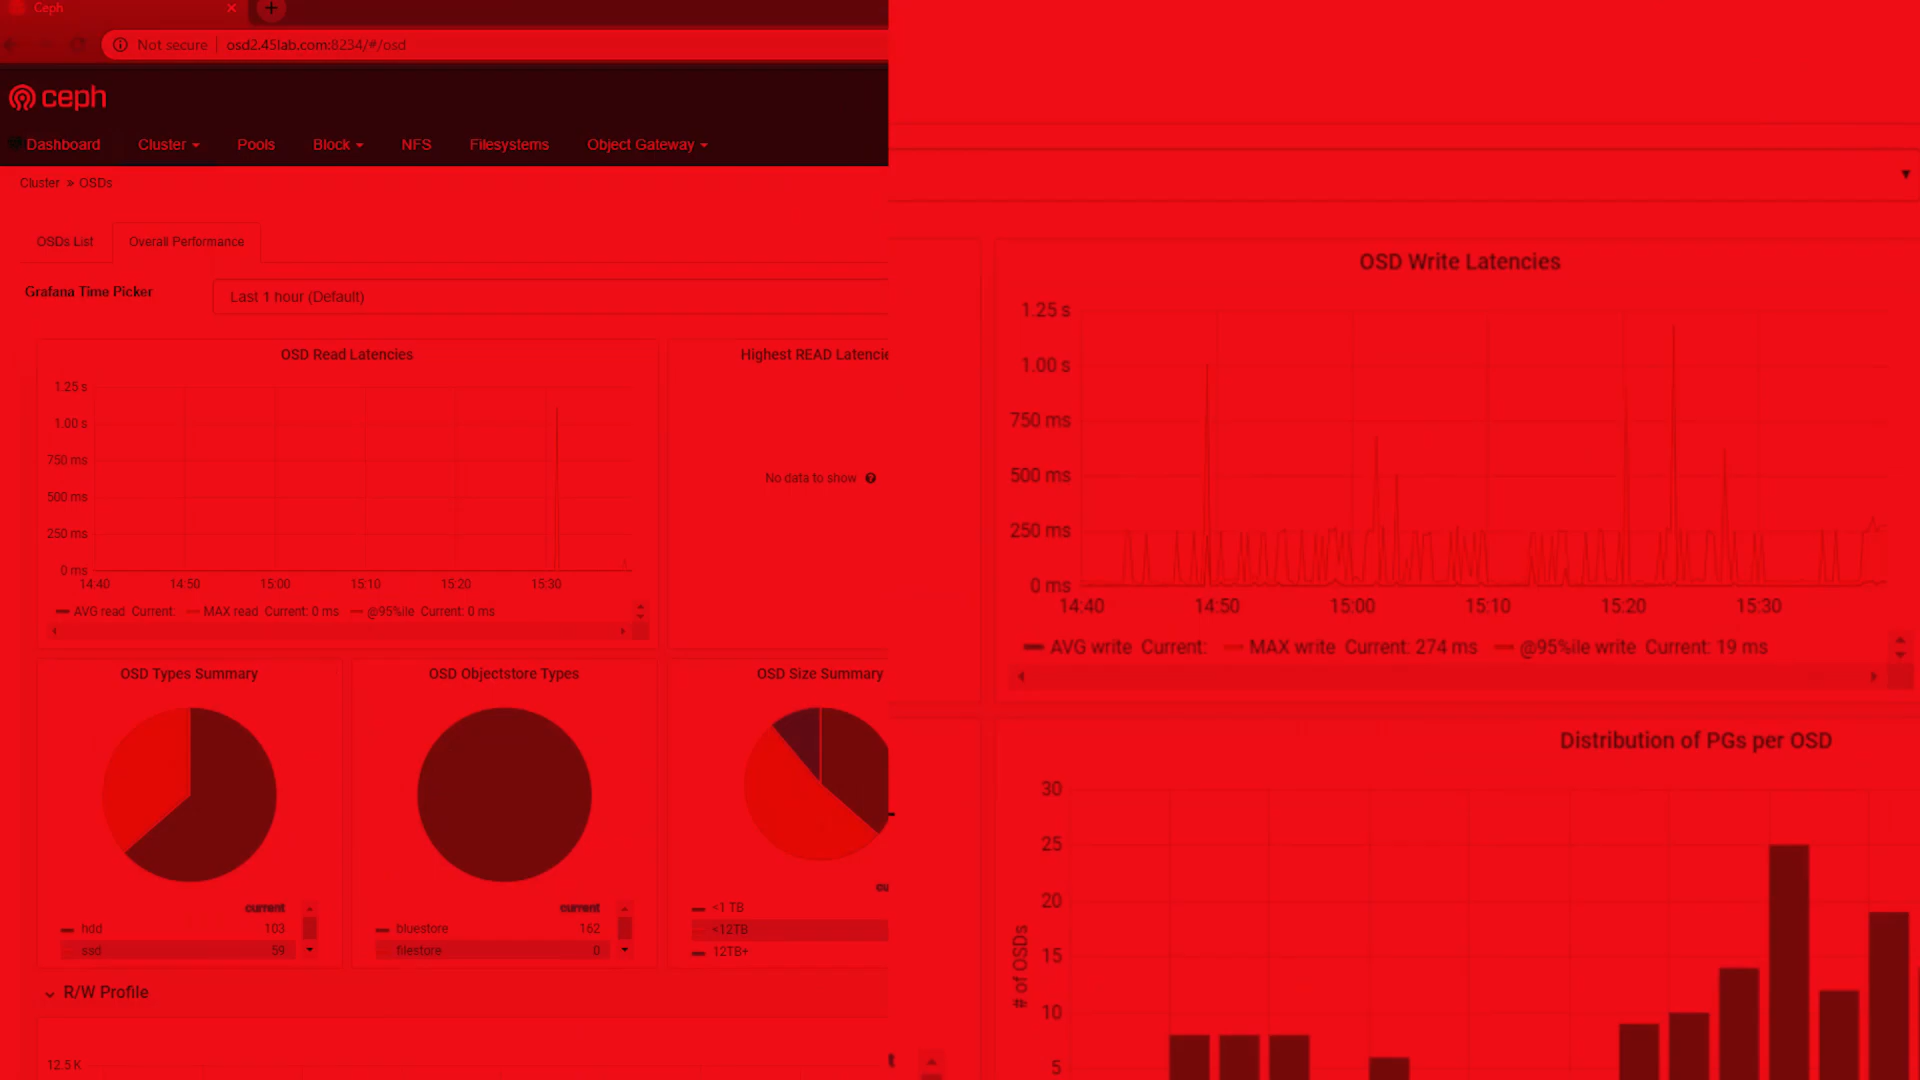 Ceph
Not secure osd2.45lab.com:8234/#/osd
ceph
Dashboard Cluster Pools Block NFS Filesystems Object Gateway
Cluster » OSDs
OSDs List Overall Performance
Grafana Time Picker Last 1 hour (Default)
OSD Read Latencies
1.25 s
1.00 s
750 ms
500 ms
250 ms
0 ms
14:40 14:50 15:00 15:10 15:20 15:30
AVG read Current: MAX read Current: 0 ms @95%ile Current: 0 ms
Highest READ Latencie
No data to show
OSD Types Summary
current
hdd 103
ssd 59
OSD Objectstore Types
current
bluestore 162
filestore 0
OSD Size Summary
cu
<1 TB
<12TB
12TB+
R/W Profile
12.5 K
OSD Write Latencies
1.25 s
1.00 s
750 ms
500 ms
250 ms
0 ms
14:40 14:50 15:00 15:10 15:20 15:30
AVG write Current: MAX write Current: 274 ms @95%ile write Current: 19 ms
Distribution of PGs per OSD
# of OSDs
30
25
20
15
10
5